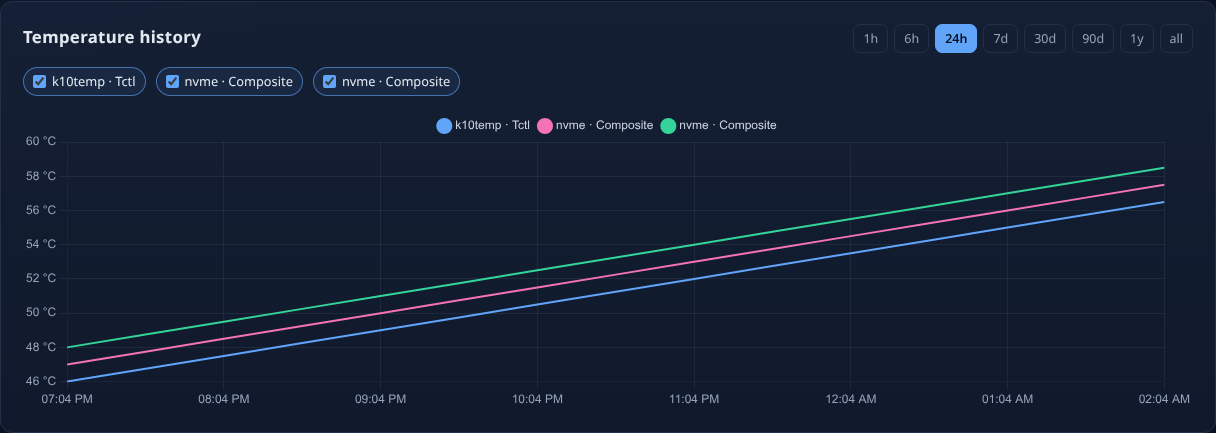 Temperature history
1h 6h 24h 7d 30d 90d 1y all
k10temp · Tctl nvme · Composite nvme · Composite
k10temp · Tctl nvme · Composite nvme · Composite
60 °C
58 °C
56 °C
54 °C
52 °C
50 °C
48 °C
46 °C
07:04 PM 08:04 PM 09:04 PM 10:04 PM 11:04 PM 12:04 AM 01:04 AM 02:04 AM